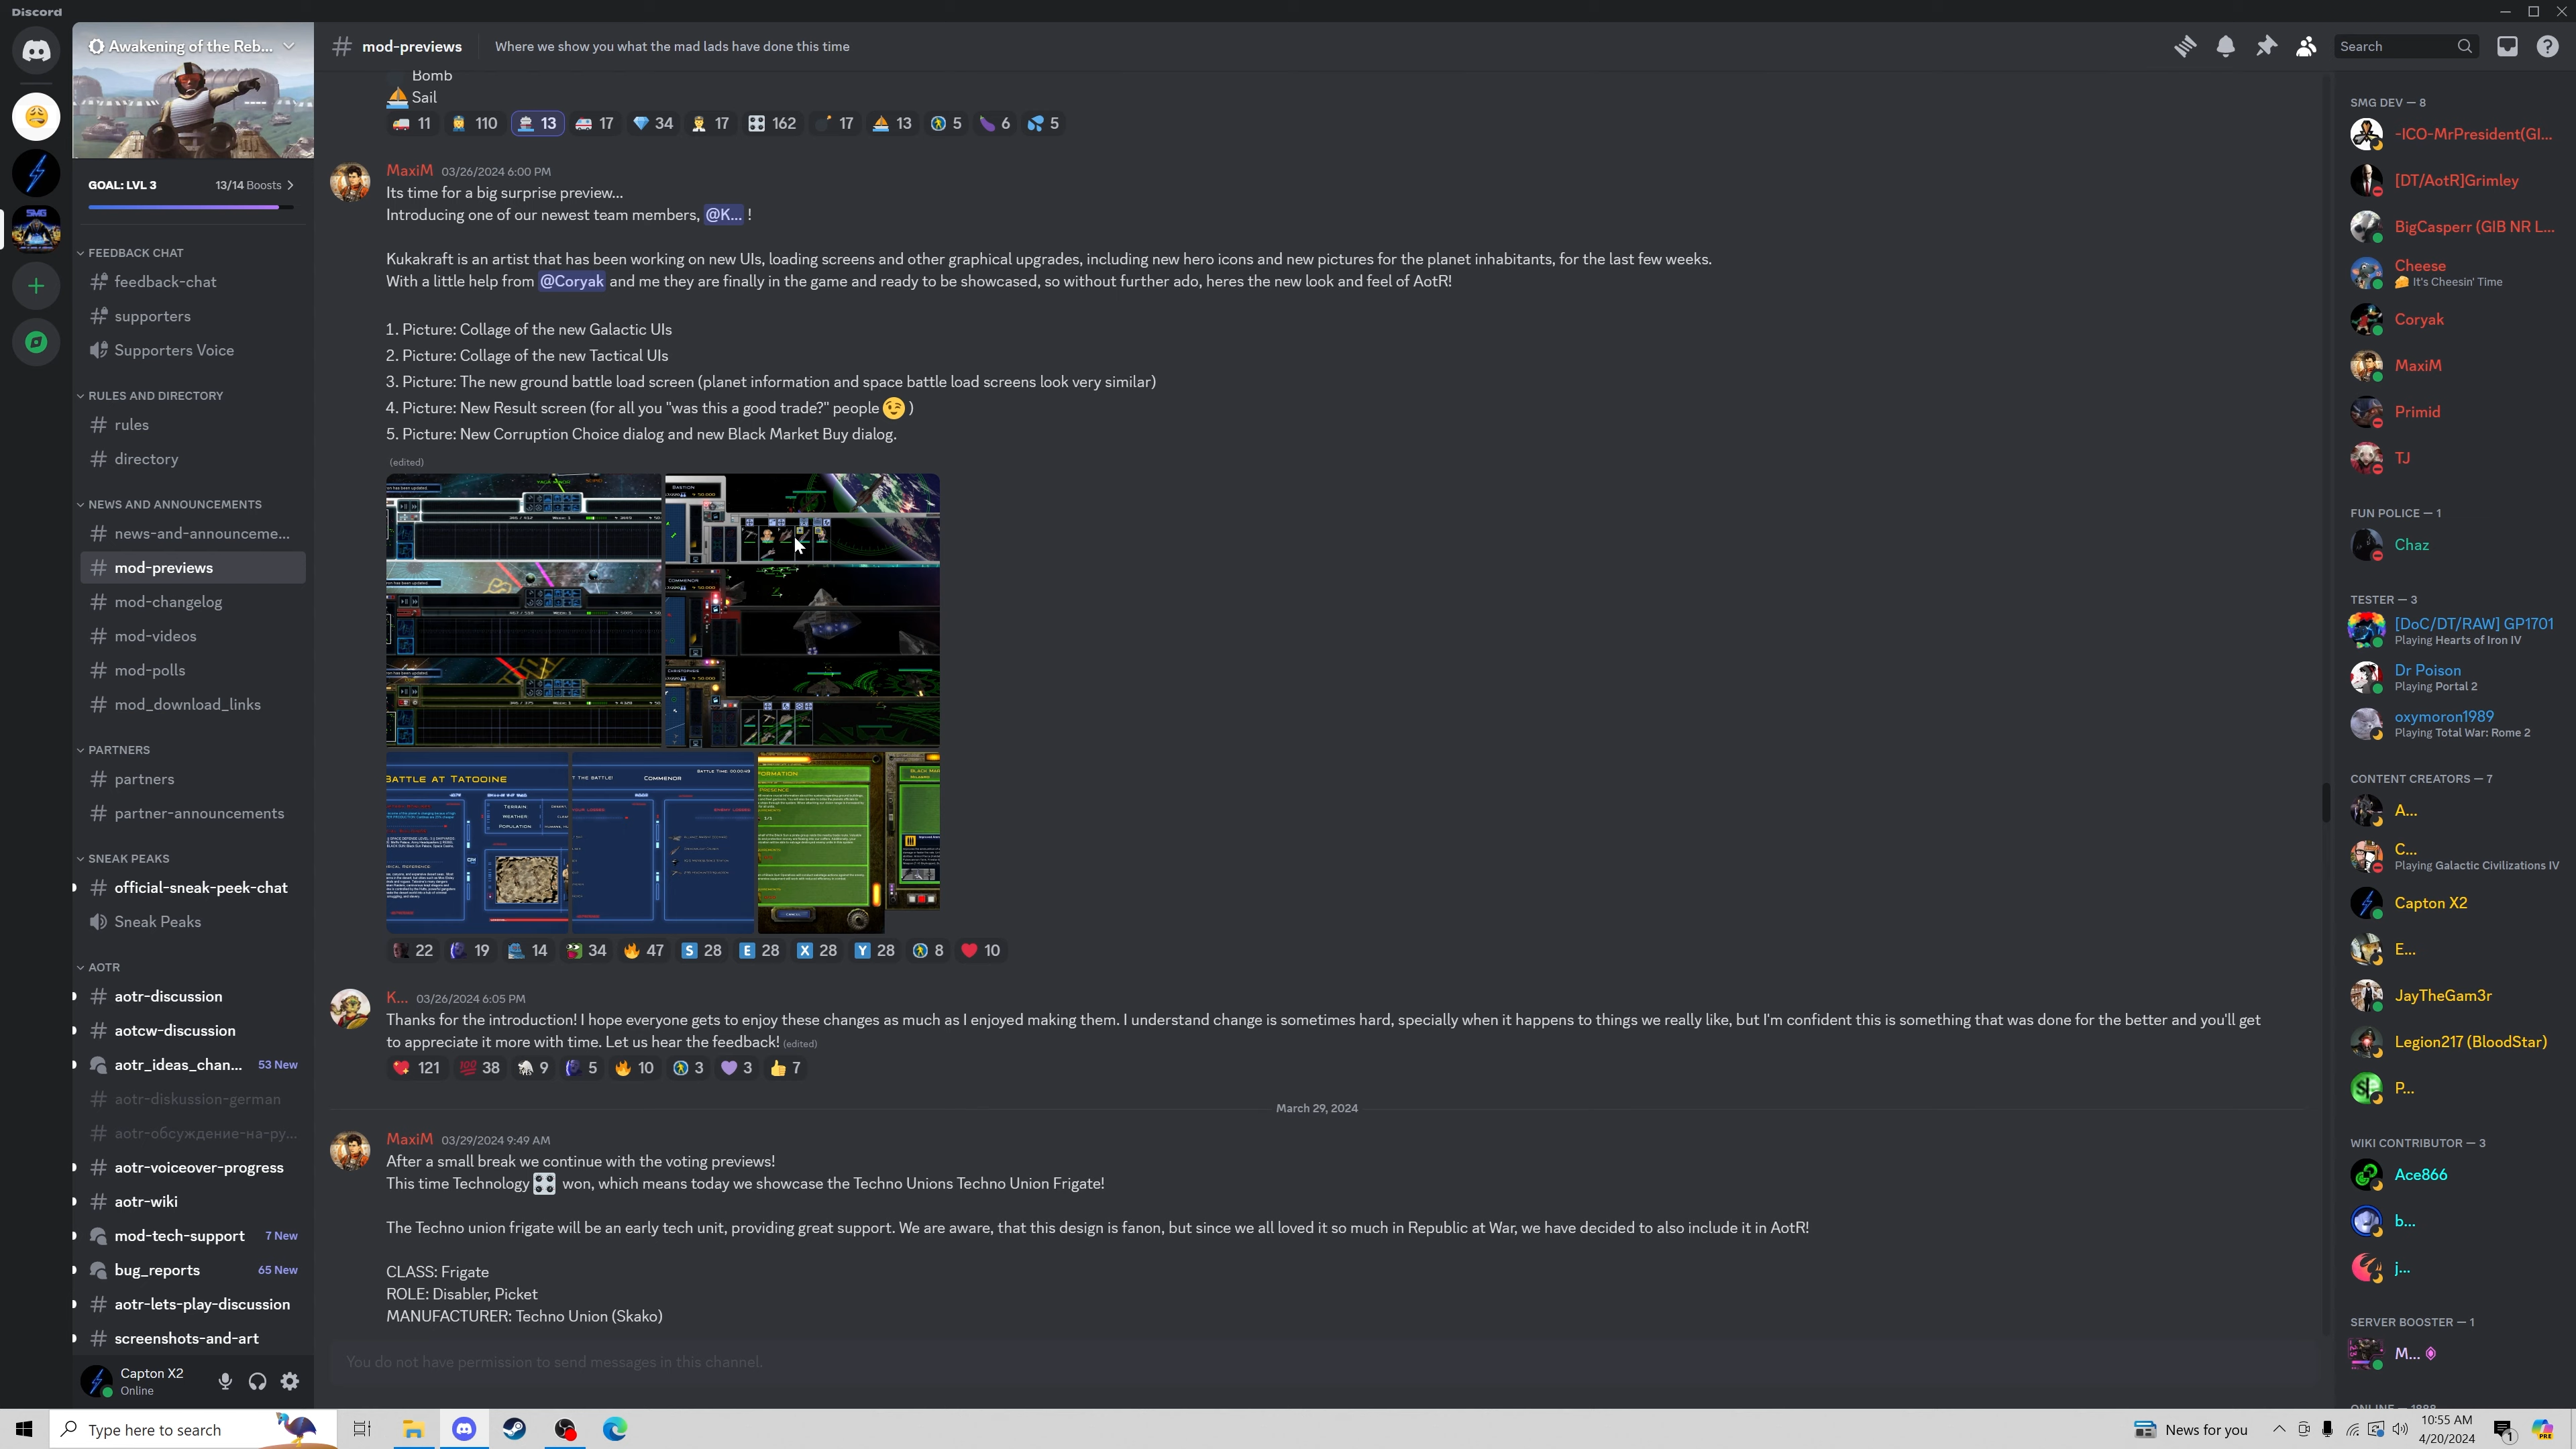 Discord
Awakening of the Reb...
GOAL: LVL 3
13/14 Boosts
FEEDBACK CHAT
feedback-chat
supporters
Supporters Voice
RULES AND DIRECTORY
rules
directory
NEWS AND ANNOUNCEMENTS
news-and-announceme...
mod-previews
mod-changelog
mod-videos
mod-polls
mod_download_links
PARTNERS
partners
partner-announcements
SNEAK PEAKS
official-sneak-peek-chat
Sneak Peaks
AOTR
aotr-discussion
aotcw-discussion
aotr_ideas_chan... 53 New
aotr-diskussion-german
aotr-обсуждение-на-ру...
aotr-voiceover-progress
aotr-wiki
mod-tech-support 7 New
bug_reports 65 New
aotr-lets-play-discussion
screenshots-and-art
Capton X2
Online
# mod-previews
Where we show you what the mad lads have done this time
Search
Bomb
Sail
11 110 13 17 34 17 162 17 13 5 6 5
MaxiM 03/26/2024 6:00 PM
Its time for a big surprise preview...
Introducing one of our newest team members, @K... !
Kukakraft is an artist that has been working on new UIs, loading screens and other graphical upgrades, including new hero icons and new pictures for the planet inhabitants, for the last few weeks.
With a little help from @Coryak and me they are finally in the game and ready to be showcased, so without further ado, heres the new look and feel of AotR!
1. Picture: Collage of the new Galactic UIs
2. Picture: Collage of the new Tactical UIs
3. Picture: The new ground battle load screen (planet information and space battle load screens look very similar)
4. Picture: New Result screen (for all you "was this a good trade?" people )
5. Picture: New Corruption Choice dialog and new Black Market Buy dialog.
(edited)
BASTION
COMMENOR
BATTLE AT TATOOINE
TERRAIN:
WEATHER:
POPULATION
T THE BATTLE!
COMMENOR
FORMATION
PRESENCE
BLACK MAR
22 19 14 34 47 S 28 E 28 X 28 Y 28 8 10
K... 03/26/2024 6:05 PM
Thanks for the introduction! I hope everyone gets to enjoy these changes as much as I enjoyed making them. I understand change is sometimes hard, specially when it happens to things we really like, but I'm confident this is something that was done for the better and you'll get
to appreciate it more with time. Let us hear the feedback! (edited)
121 38 9 5 10 3 3 7
March 29, 2024
MaxiM 03/29/2024 9:49 AM
After a small break we continue with the voting previews!
This time Technology won, which means today we showcase the Techno Unions Techno Union Frigate!
The Techno union frigate will be an early tech unit, providing great support. We are aware, that this design is fanon, but since we all loved it so much in Republic at War, we have decided to also include it in AotR!
CLASS: Frigate
ROLE: Disabler, Picket
MANUFACTURER: Techno Union (Skako)
You do not have permission to send messages in this channel.
SMG DEV — 8
-ICO-MrPresident(GI...
[DT/AotR]Grimley
BigCasperr (GIB NR L...
Cheese
It's Cheesin' Time
Coryak
MaxiM
Primid
TJ
FUN POLICE — 1
Chaz
TESTER — 3
[DoC/DT/RAW] GP1701
Playing Hearts of Iron IV
Dr Poison
Playing Portal 2
oxymoron1989
Playing Total War: Rome 2
CONTENT CREATORS — 7
A...
C...
Playing Galactic Civilizations IV
Capton X2
E...
JayTheGam3r
Legion217 (BloodStar)
P...
WIKI CONTRIBUTOR — 3
Ace866
b...
j...
SERVER BOOSTER — 1
M...
Type here to search
News for you
10:55 AM
4/20/2024